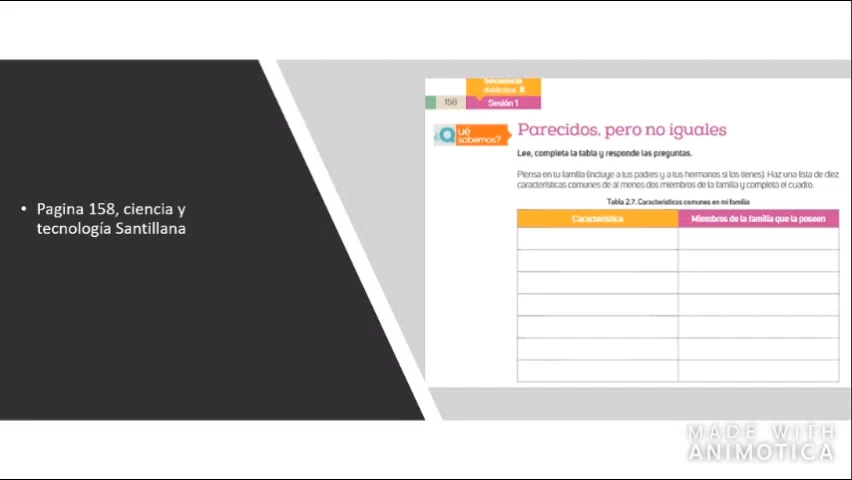 • Pagina 158, ciencia y
tecnología Santillana
Secuencia
didáctica 8
158
Sesión 1
¿Qué
sabemos?
Parecidos, pero no iguales
Lee, completa la tabla y responde las preguntas.
Piensa en tu familia (incluye a tus padres y a tus hermanos si los tienes). Haz una lista de diez
características comunes de al menos dos miembros de la familia y completa el cuadro.
Tabla 2.7. Características comunes en mi familia
Característica
Miembros de la familia que la poseen
MADE WITH
ANIMOTICA